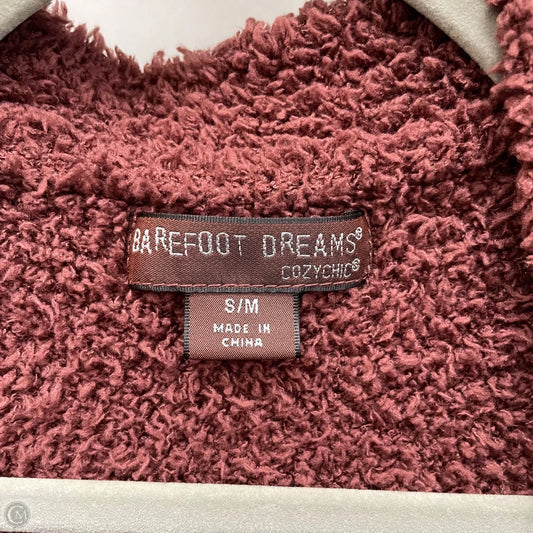 BAREFOOT DREAMS®
COZYCHIC®
S/M
MADE IN
CHINA
M